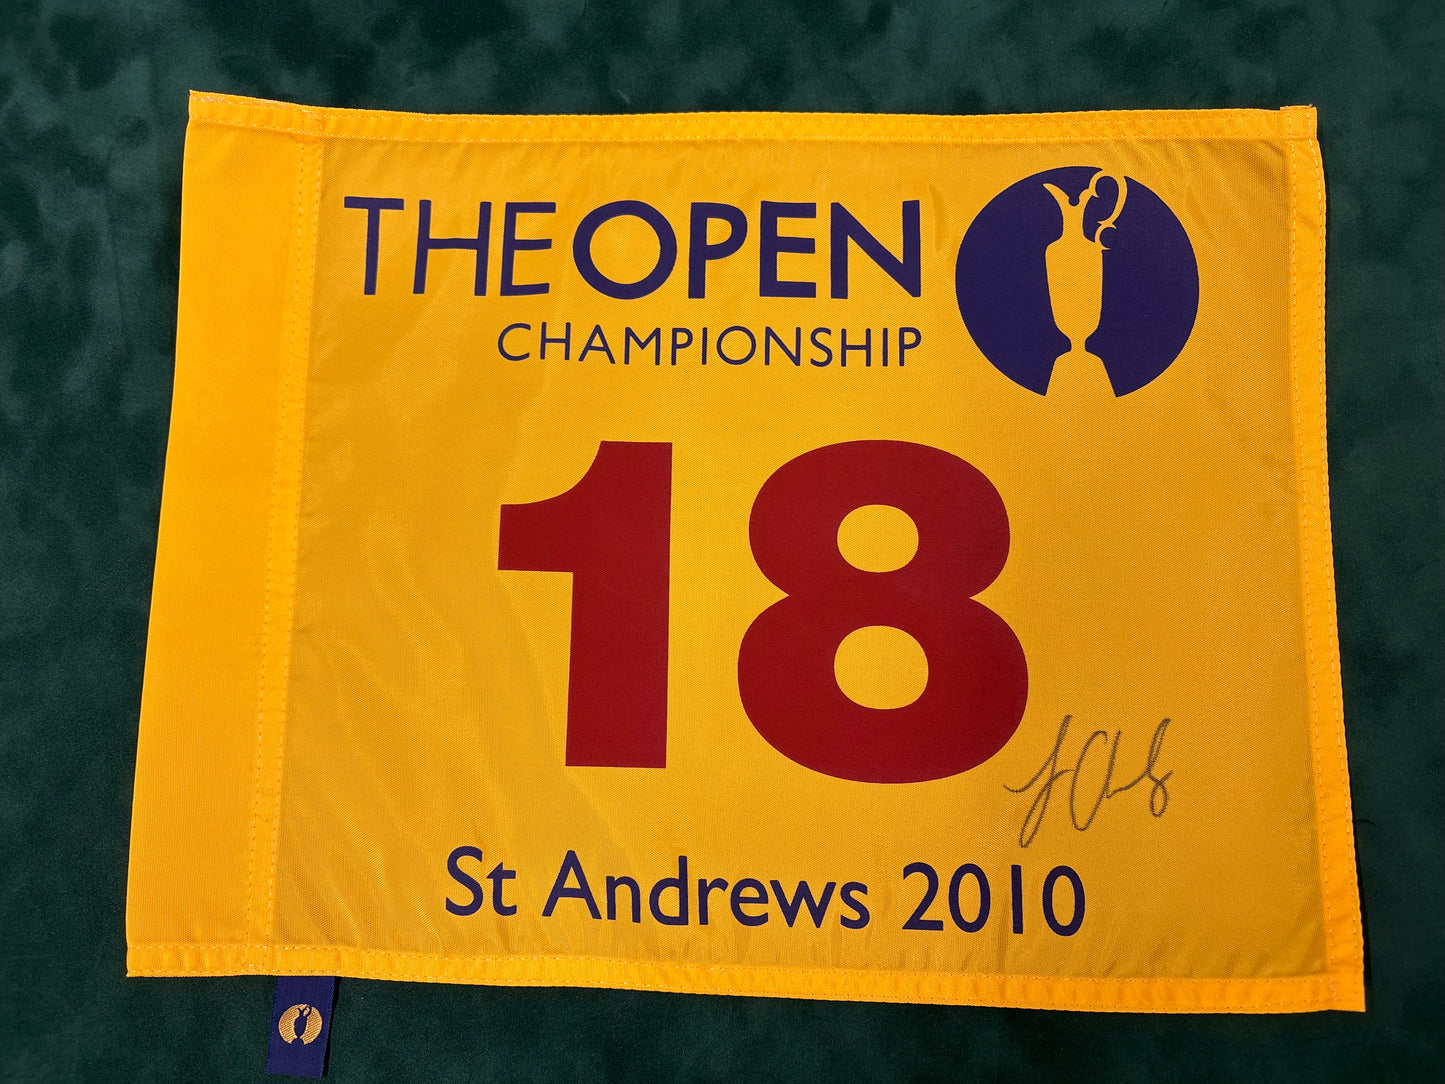 THE OPEN
CHAMPIONSHIP
18
St Andrews 2010